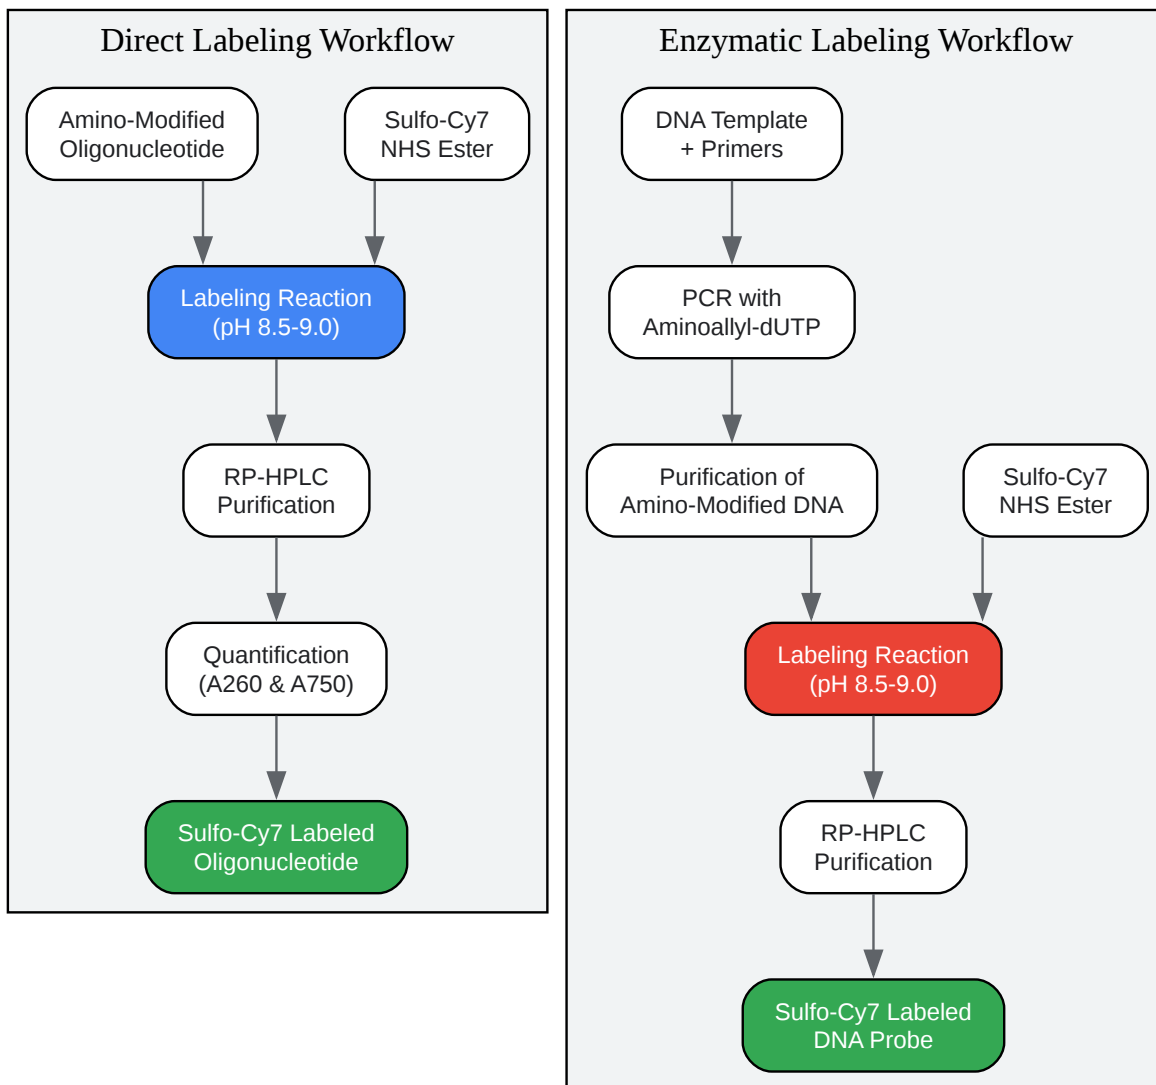 Direct Labeling Workflow
Amino-Modified
Oligonucleotide
Sulfo-Cy7
NHS Ester
Labeling Reaction
(pH 8.5-9.0)
RP-HPLC
Purification
Quantification
(A260 & A750)
Sulfo-Cy7 Labeled
Oligonucleotide
Enzymatic Labeling Workflow
DNA Template
+ Primers
PCR with
Aminoallyl-dUTP
Purification of
Amino-Modified DNA
Sulfo-Cy7
NHS Ester
Labeling Reaction
(pH 8.5-9.0)
RP-HPLC
Purification
Sulfo-Cy7 Labeled
DNA Probe